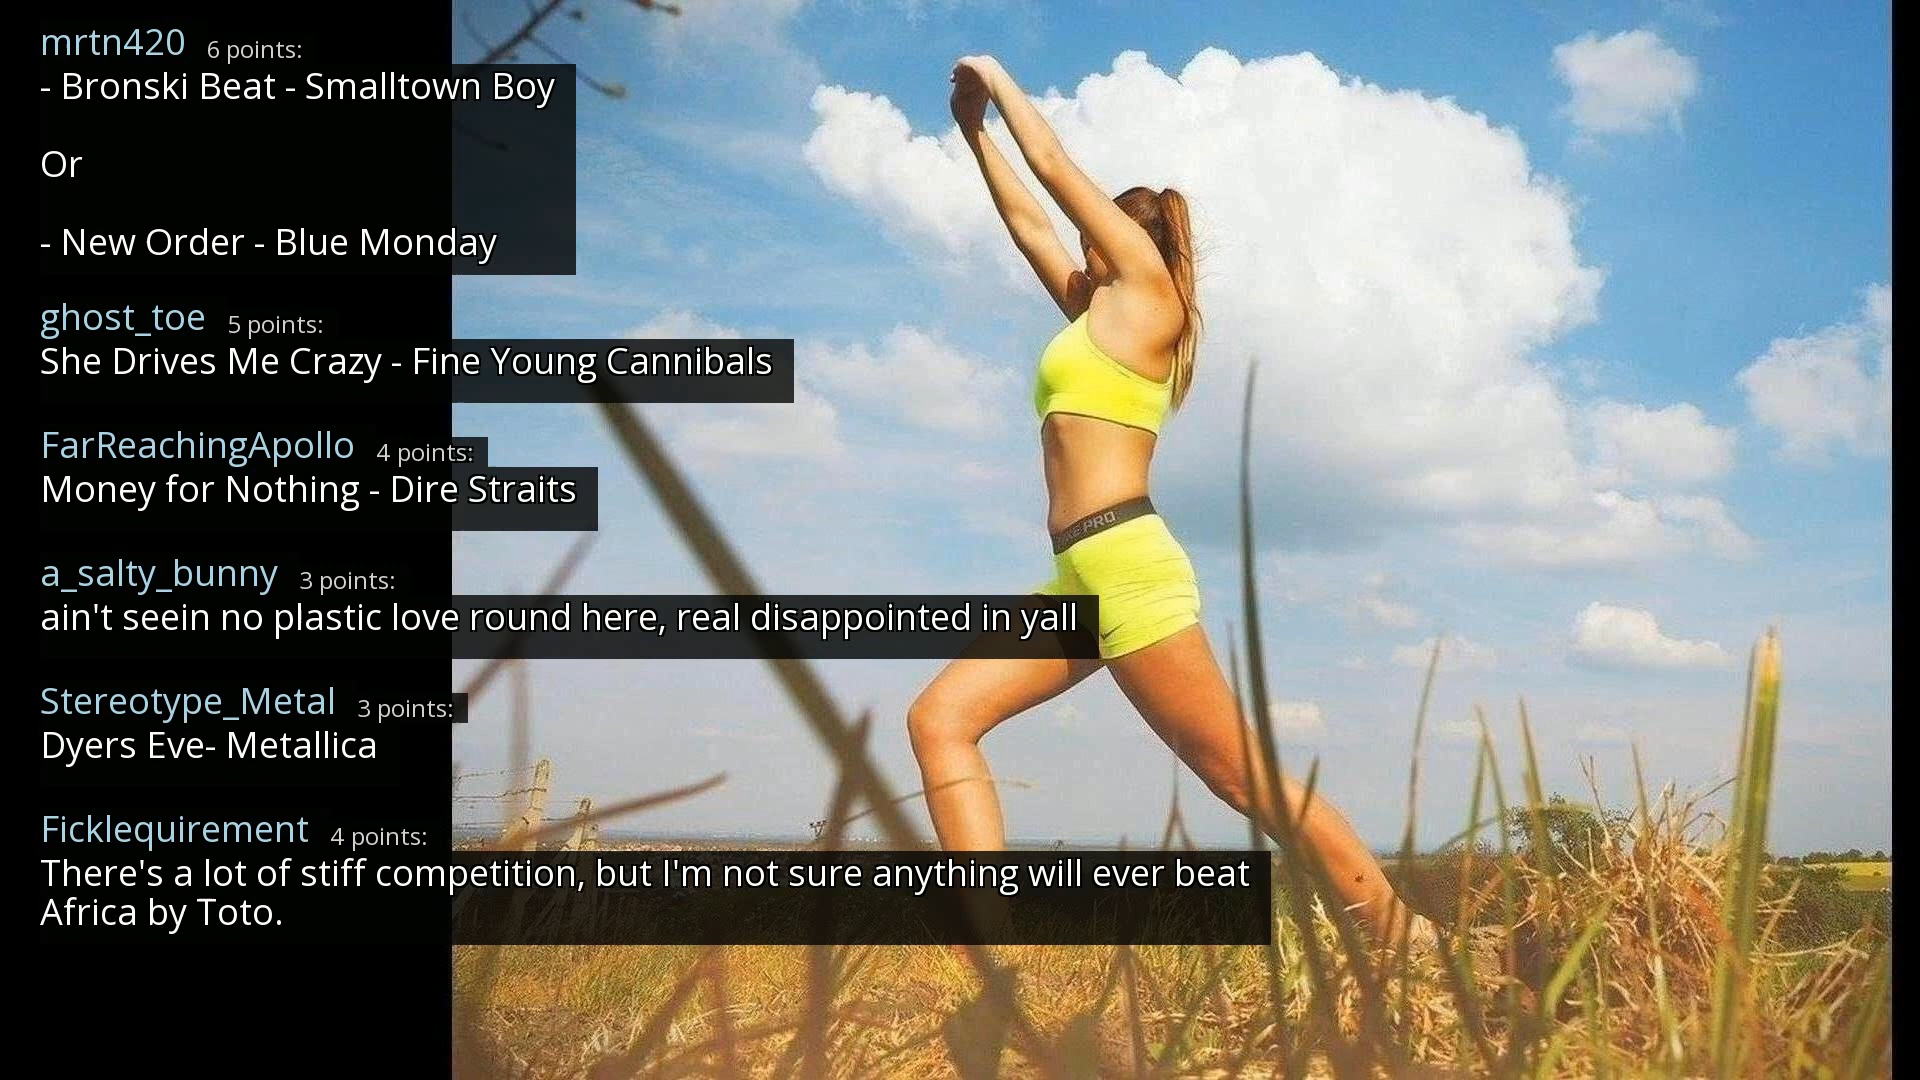 mrtn420 6 points:
- Bronski Beat - Smalltown Boy
Or
- New Order - Blue Monday
ghost_toe 5 points:
She Drives Me Crazy - Fine Young Cannibals
FarReachingApollo 4 points:
Money for Nothing - Dire Straits
a_salty_bunny 3 points:
ain't seein no plastic love round here, real disappointed in yall
Stereotype_Metal 3 points:
Dyers Eve- Metallica
Ficklequirement 4 points:
There's a lot of stiff competition, but I'm not sure anything will ever beat
Africa by Toto.
PRO